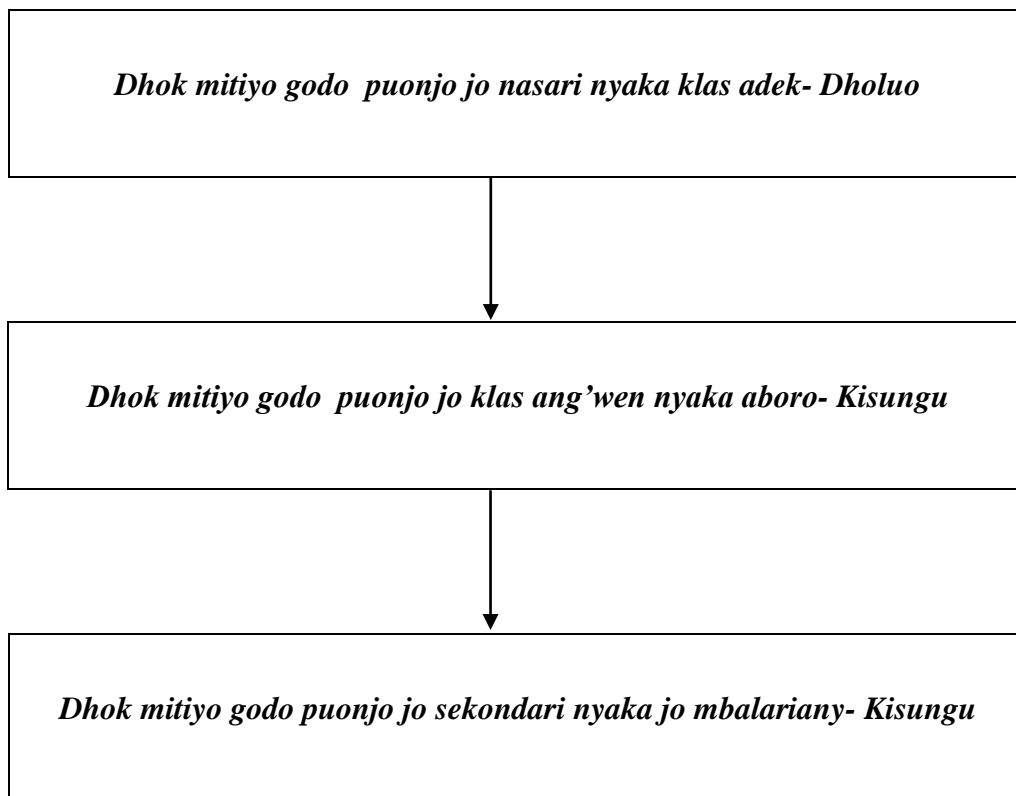 Dhok mitiyo godo puonjo jo nasari nyaka klas adek- Dholuo
Dhok mitiyo godo puonjo jo klas ang’wen nyaka aboro- Kisungu
Dhok mitiyo godo puonjo jo sekondari nyaka jo mbalariany- Kisungu